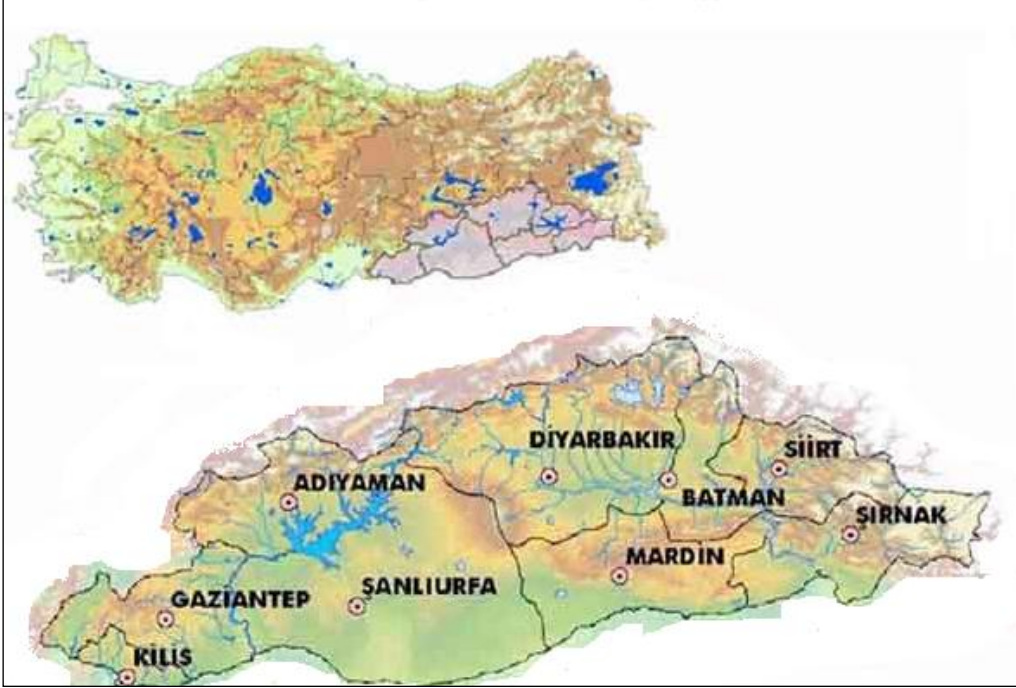 DİYARBAKIR
SİİRT
ADIYAMAN
BATMAN
ŞIRNAK
MARDİN
ŞANLIURFA
GAZİANTEP
KİLİS